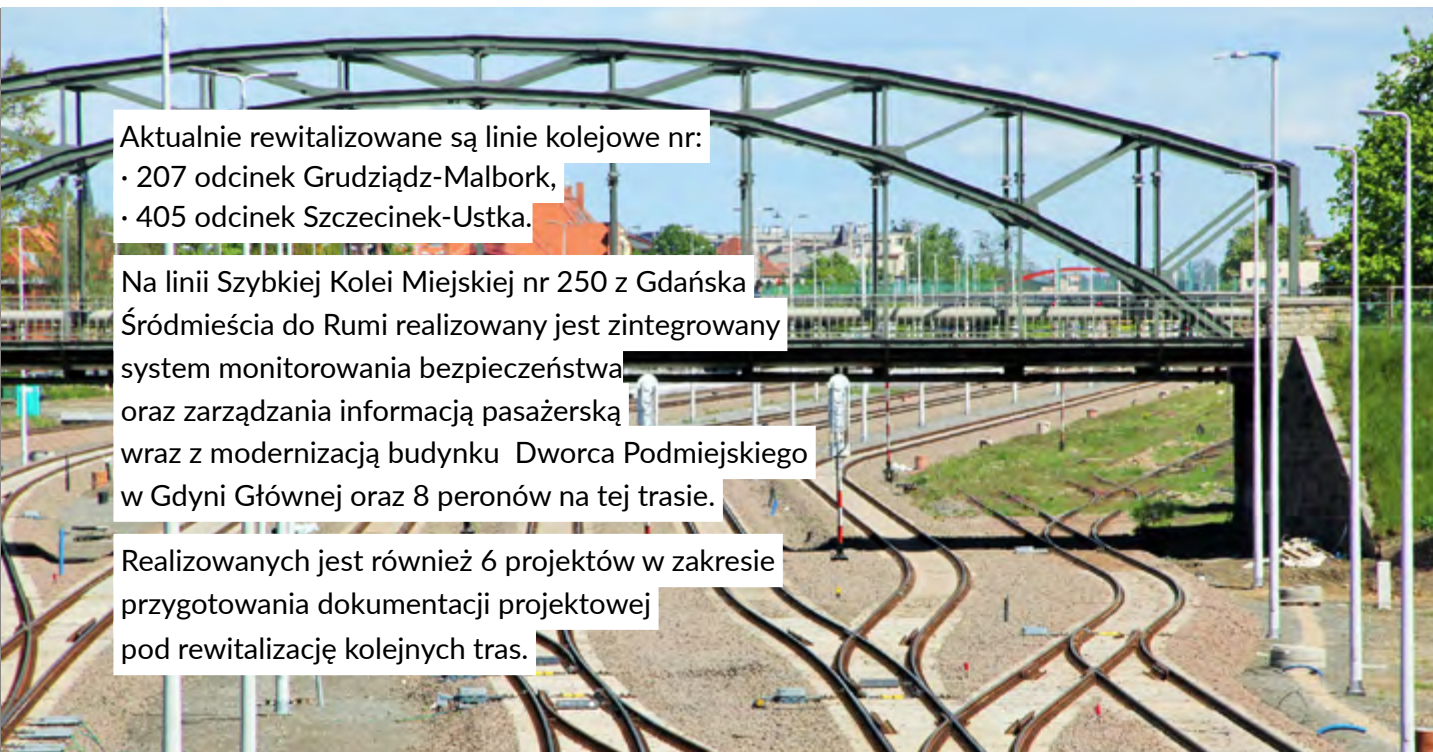 Aktualnie rewitalizowane są linie kolejowe nr:
· 207 odcinek Grudziądz-Malbork,
· 405 odcinek Szczecinek-Ustka.
Na linii Szybkiej Kolei Miejskiej nr 250 z Gdańska
Śródmieścia do Rumi realizowany jest zintegrowany
system monitorowania bezpieczeństwa
oraz zarządzania informacją pasażerską
wraz z modernizacją budynku  Dworca Podmiejskiego
w Gdyni Głównej oraz 8 peronów na tej trasie.
Realizowanych jest również 6 projektów w zakresie
przygotowania dokumentacji projektowej
pod rewitalizację kolejnych tras.